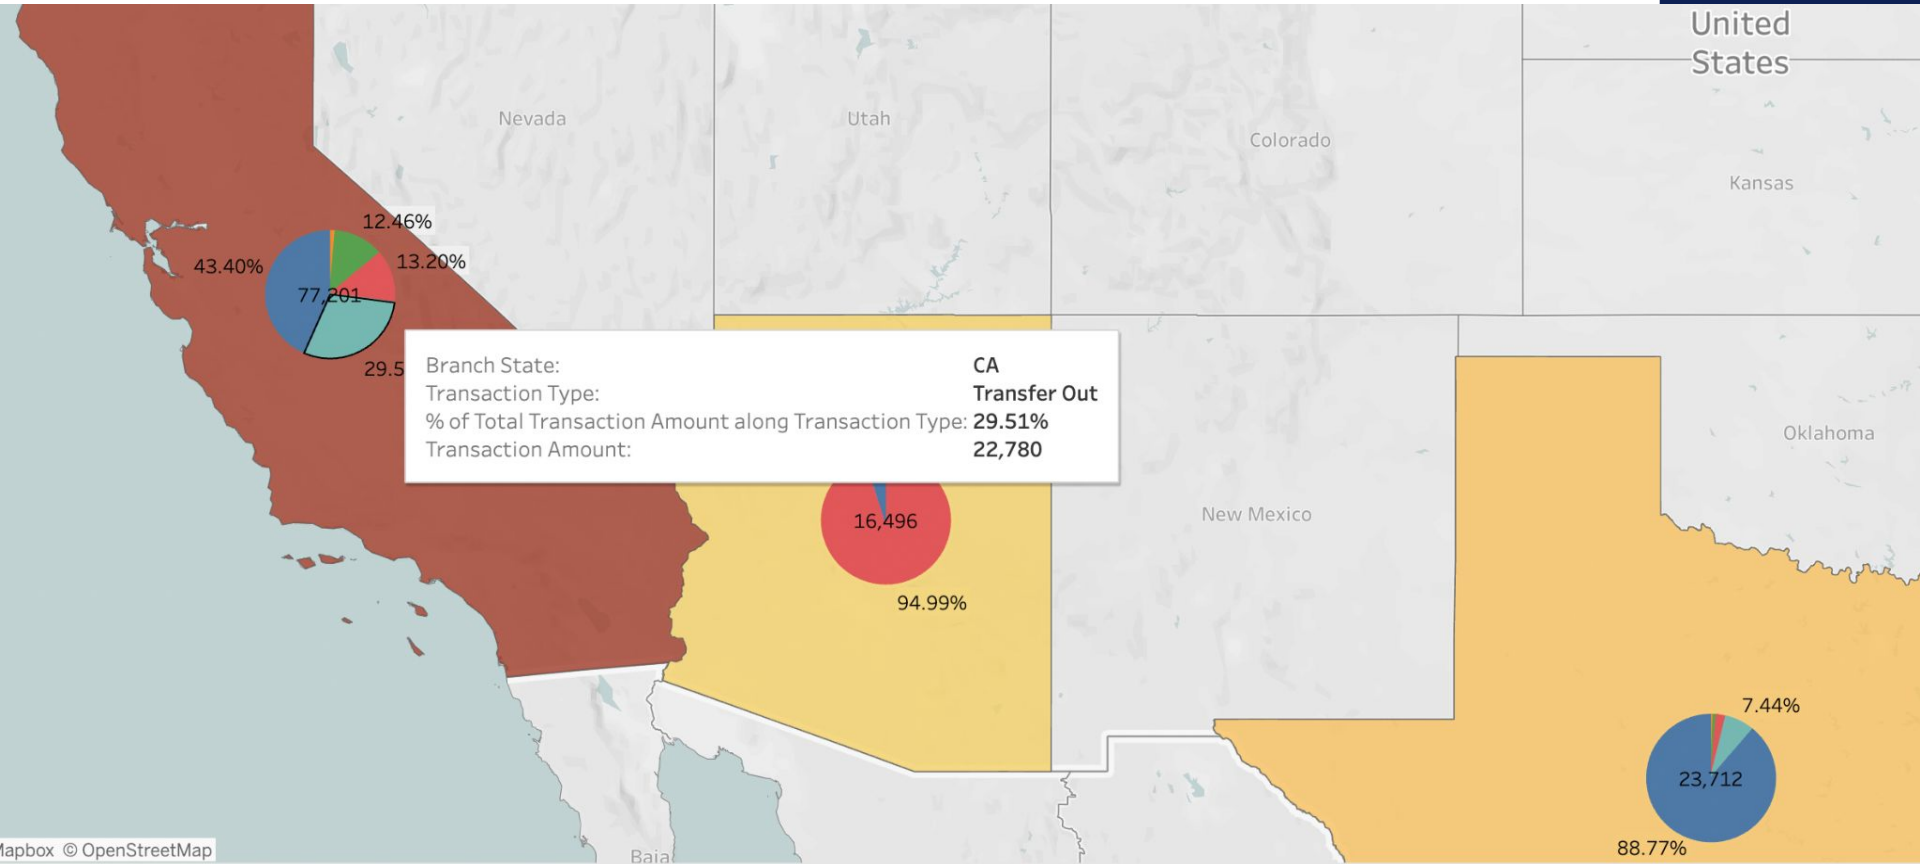 United
States
Nevada
Utah
Colorado
Kansas
12.46%
43.40%
13.20%
77,201
29.5
Branch State: CA
Transaction Type: Transfer Out
% of Total Transaction Amount along Transaction Type: 29.51%
Transaction Amount: 22,780
Oklahoma
New Mexico
16,496
94.99%
7.44%
23,712
88.77%
Mapbox © OpenStreetMap
Baja